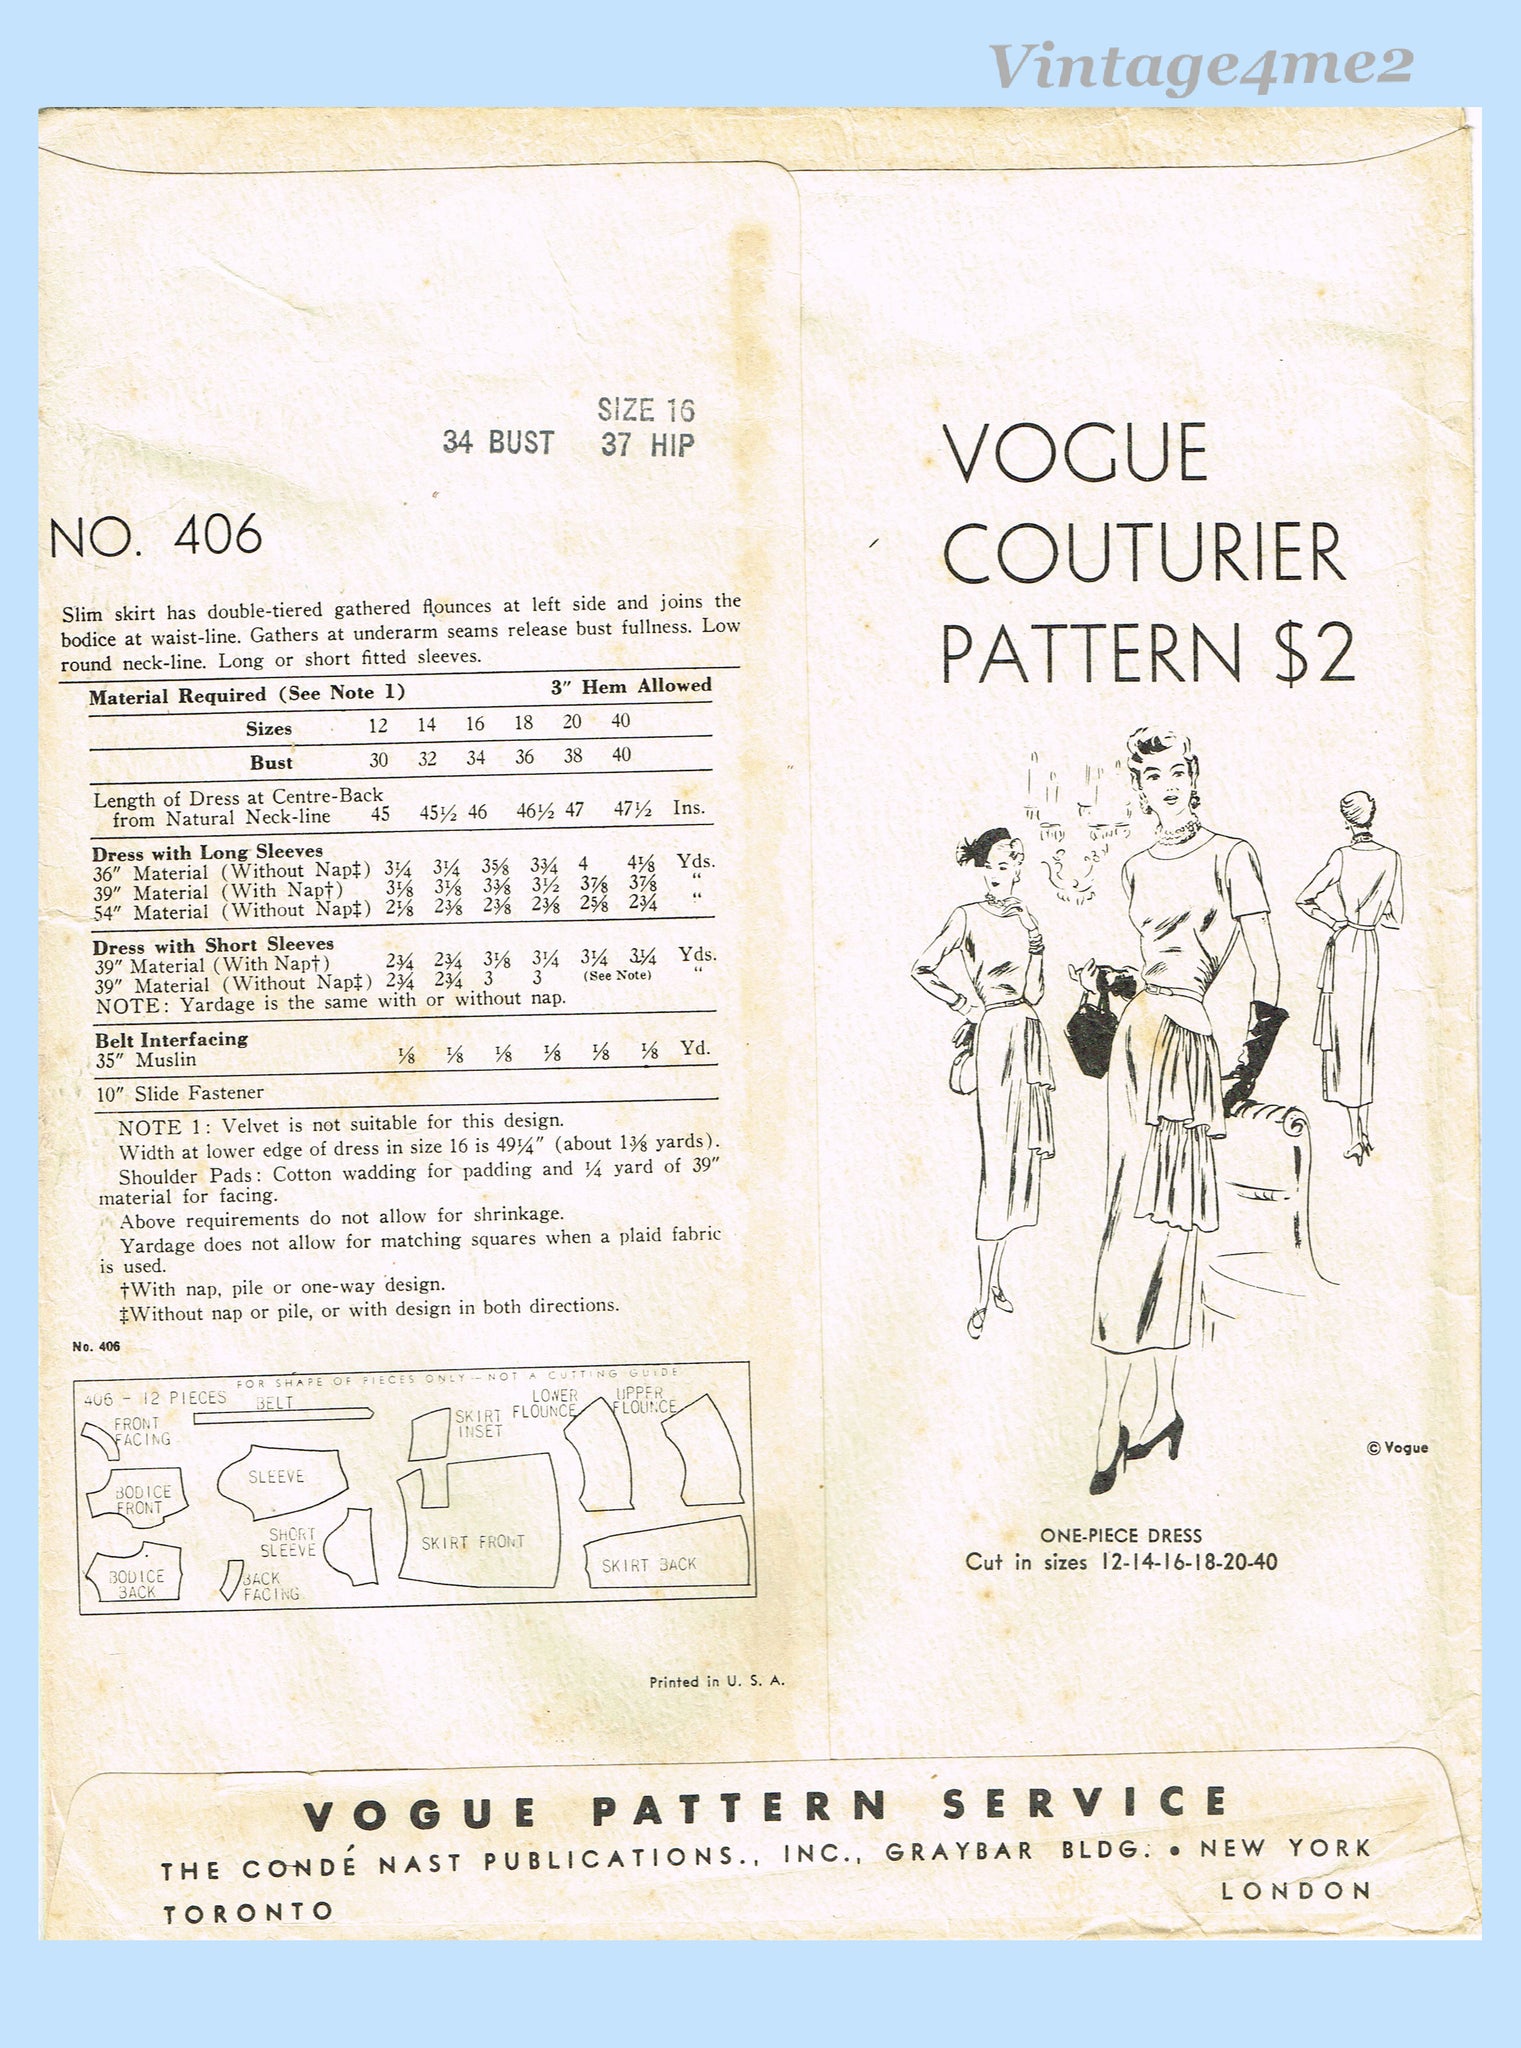 Vintage4me2
SIZE 16
34 BUST 37 HIP
NO. 406
Slim skirt has double-tiered gathered flounces at left side and joins the
bodice at waist-line. Gathers at underarm seams release bust fullness. Low
round neck-line. Long or short fitted sleeves.
Material Required (See Note 1) 3″ Hem Allowed
Sizes 12 14 16 18 20 40
Bust 30 32 34 36 38 40
Length of Dress at Centre-Back
from Natural Neck-line 45 45½ 46 46½ 47 47½ Ins.
Dress with Long Sleeves
36″ Material (Without Nap‡) 3¼ 3¼ 3⅝ 3¾ 4 4⅛ Yds.
39″ Material (With Nap†) 3⅛ 3⅛ 3⅜ 3½ 3⅞ 3⅞ “
54″ Material (Without Nap‡) 2⅛ 2⅜ 2⅜ 2⅜ 2⅝ 2¾ “
Dress with Short Sleeves
39″ Material (With Nap†) 2¾ 2¾ 3⅛ 3¼ 3¼ 3¼ Yds.
39″ Material (Without Nap‡) 2¾ 2¾ 3 3 (See Note) “
NOTE: Yardage is the same with or without nap.
Belt Interfacing
35″ Muslin ⅛ ⅛ ⅛ ⅛ ⅛ ⅛ Yd.
10″ Slide Fastener
NOTE 1: Velvet is not suitable for this design.
Width at lower edge of dress in size 16 is 49¼″ (about 1⅜ yards).
Shoulder Pads: Cotton wadding for padding and ¼ yard of 39″
material for facing.
Above requirements do not allow for shrinkage.
Yardage does not allow for matching squares when a plaid fabric
is used.
†With nap, pile or one-way design.
‡Without nap or pile, or with design in both directions.
No. 406
FOR SHAPE OF PIECES ONLY — NOT A CUTTING GUIDE
406 - 12 PIECES
BELT
FRONT
FACING
SKIRT
INSET
LOWER
FLOUNCE
UPPER
FLOUNCE
BODICE
FRONT
SLEEVE
SHORT
SLEEVE
SKIRT FRONT
SKIRT BACK
BODICE
BACK
BACK
FACING
Printed in U. S. A.
VOGUE
COUTURIER
PATTERN $2
© Vogue
ONE-PIECE DRESS
Cut in sizes 12-14-16-18-20-40
VOGUE PATTERN SERVICE
THE CONDÉ NAST PUBLICATIONS., INC., GRAYBAR BLDG. • NEW YORK
TORONTO LONDON